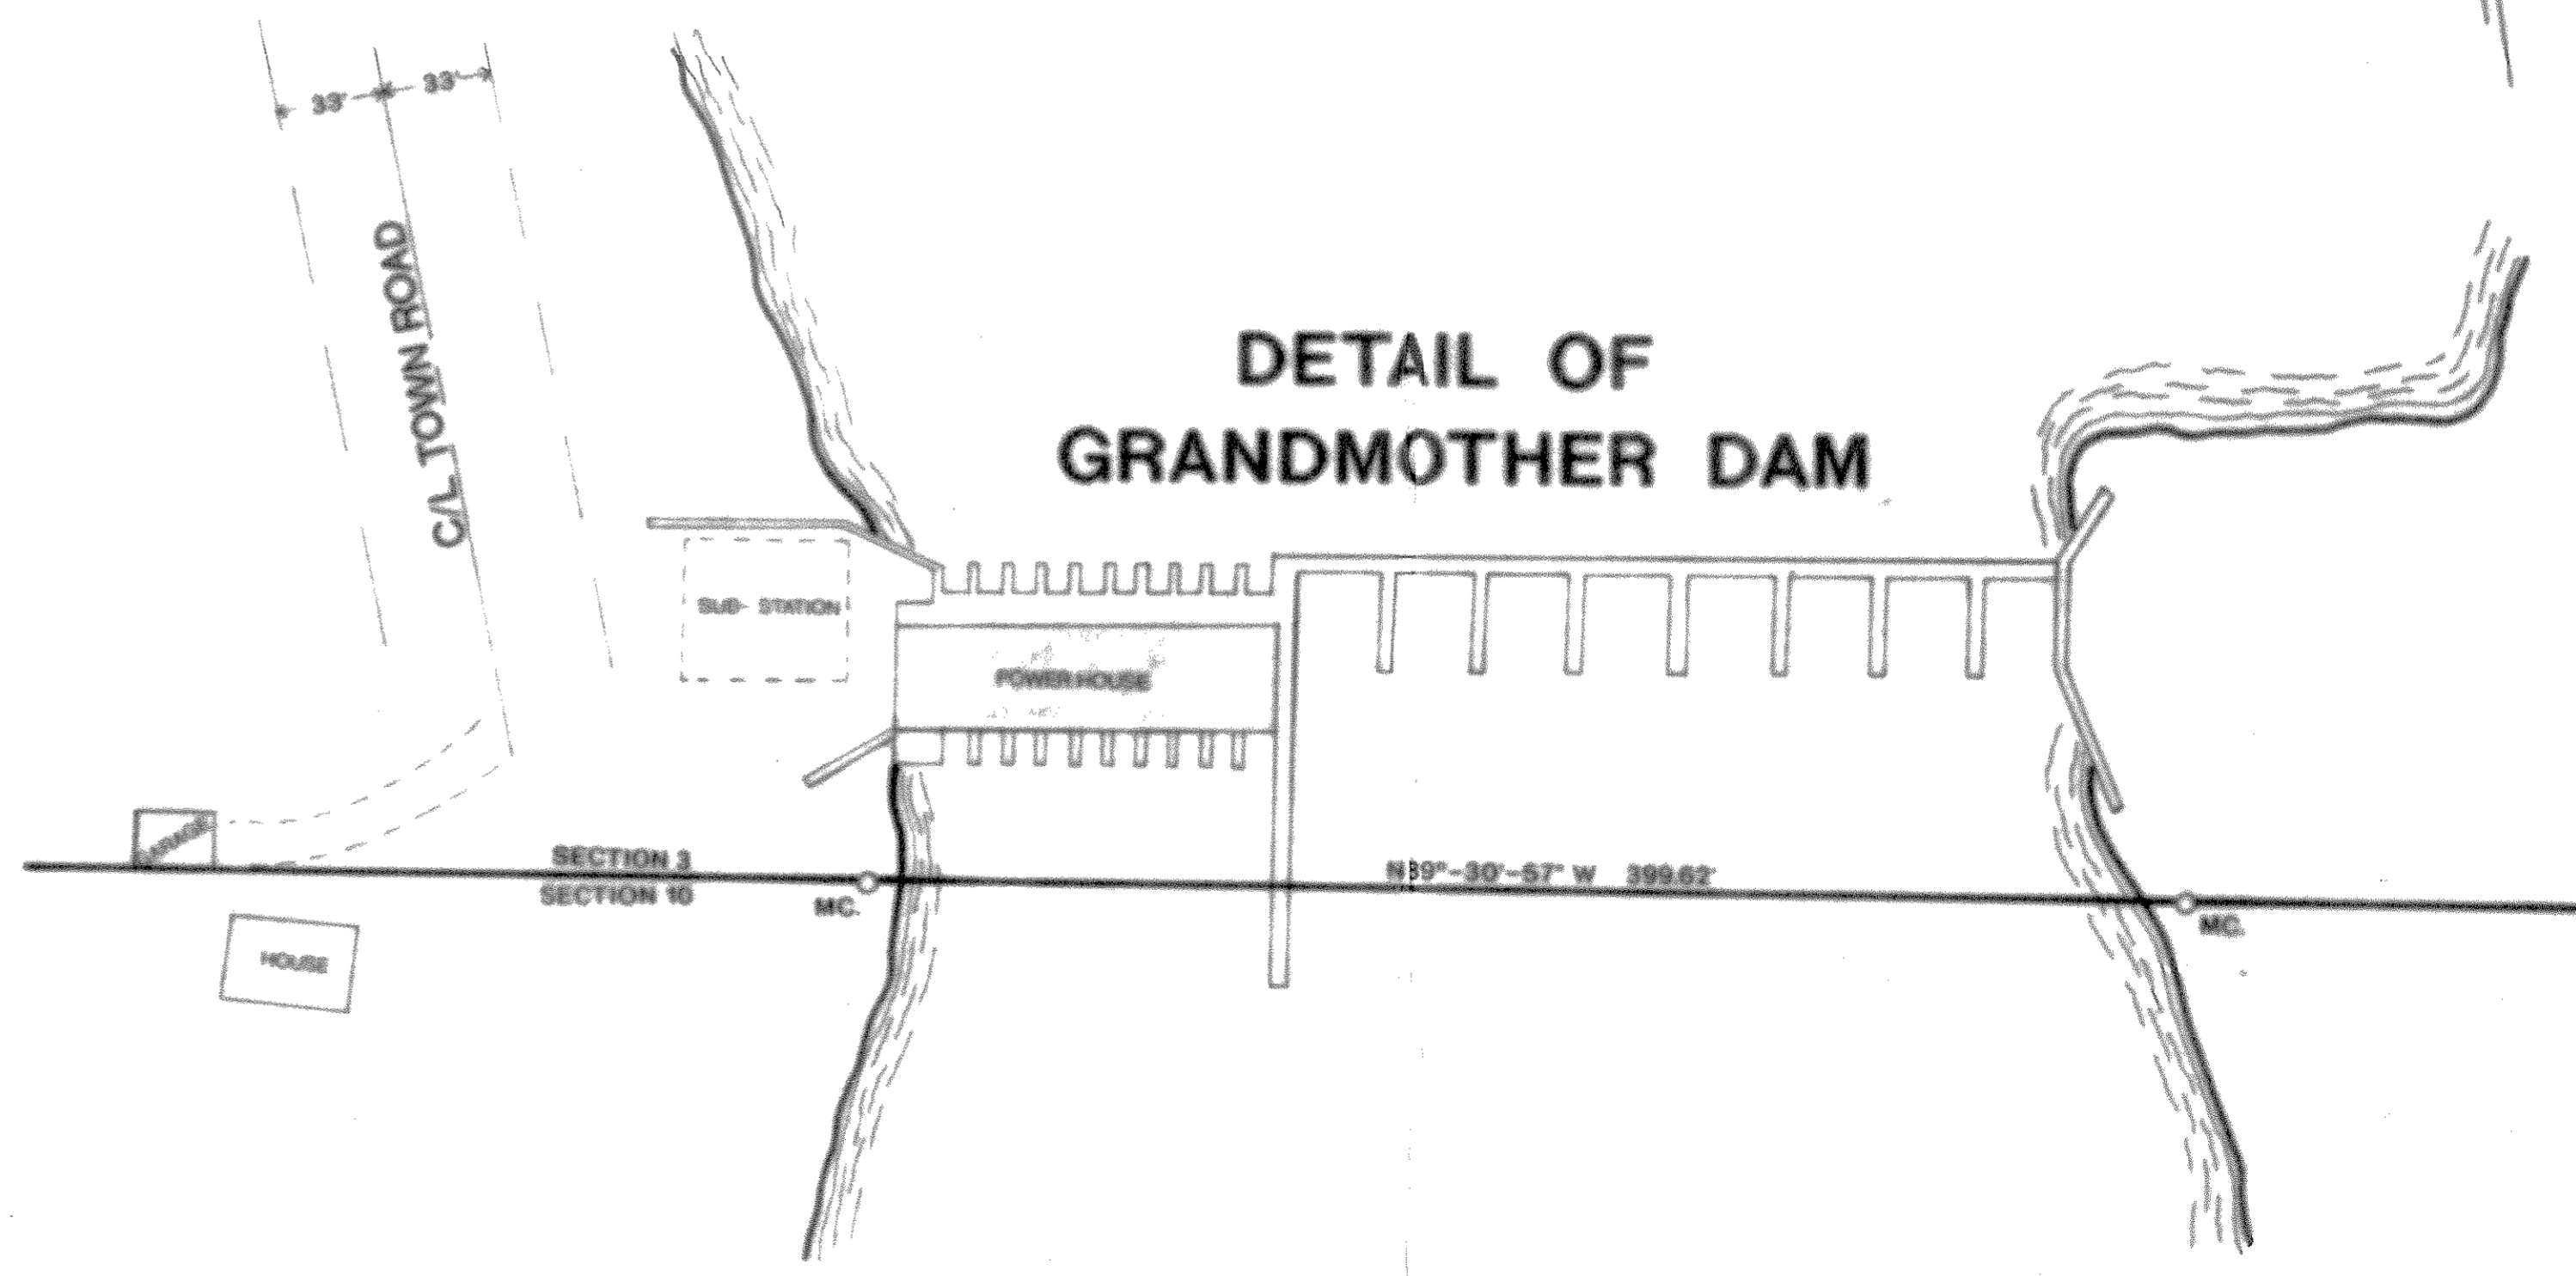 33' 33'
C/L TOWN ROAD
DETAIL OF
GRANDMOTHER DAM
SUB- STATION
POWER HOUSE
GARAGE
SECTION 3
SECTION 10
N89°-30'-57" W 399.62'
MC.
MC.
HOUSE